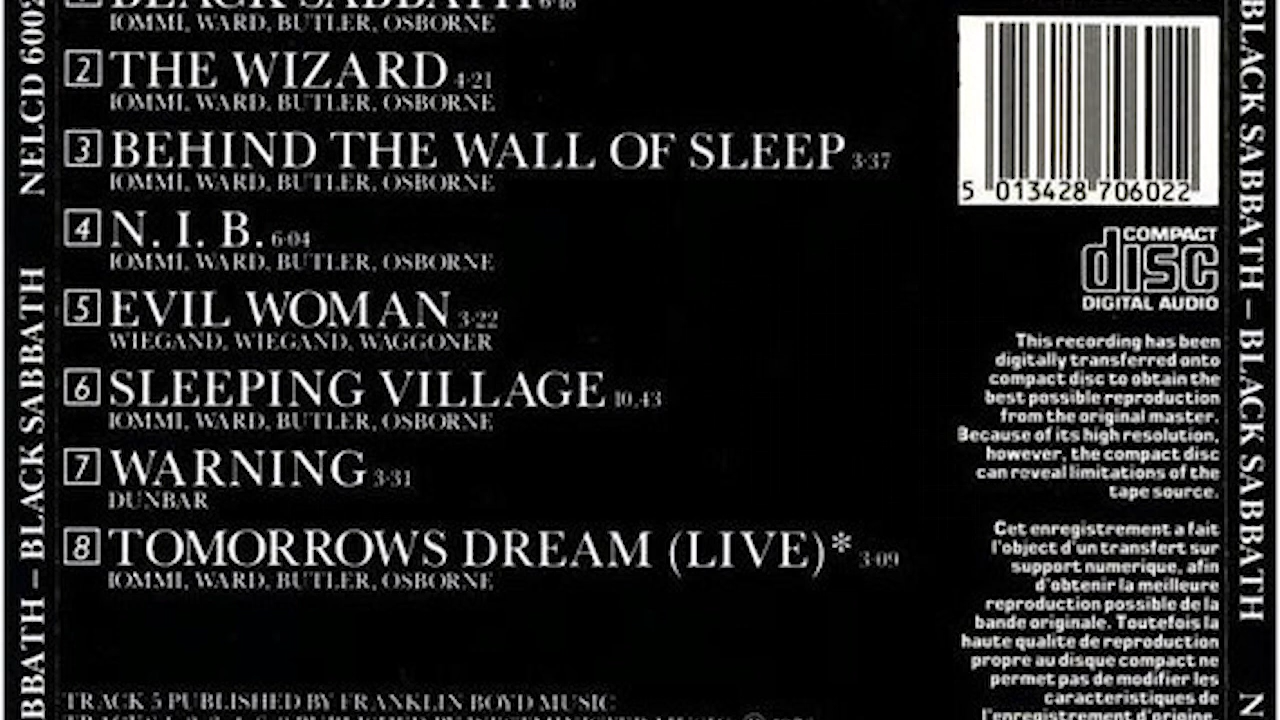 BLACK SABBATH 6·18
IOMMI, WARD, BUTLER, OSBORNE
2 THE WIZARD 4·21
IOMMI, WARD, BUTLER, OSBORNE
3 BEHIND THE WALL OF SLEEP 3·37
IOMMI, WARD, BUTLER, OSBORNE
4 N. I. B. 6·04
IOMMI, WARD, BUTLER, OSBORNE
5 EVIL WOMAN 3·22
WIEGAND, WIEGAND, WAGGONER
6 SLEEPING VILLAGE 10.43
IOMMI, WARD, BUTLER, OSBORNE
7 WARNING 3·31
DUNBAR
8 TOMORROWS DREAM (LIVE)* 3·09
IOMMI, WARD, BUTLER, OSBORNE
TRACK 5 PUBLISHED BY FRANKLIN BOYD MUSIC
5 013428 706022
COMPACT
disc
DIGITAL AUDIO
This recording has been
digitally transferred onto
compact disc to obtain the
best possible reproduction
from the original master.
Because of its high resolution,
however, the compact disc
can reveal limitations of the
tape source.
Cet enregistrement a fait
l'object d'un transfert sur
support numerique, afin
d'obtenir la meilleure
reproduction possible de la
bande originale. Toutefois la
haute qualite de reproduction
propre au disque compact ne
permet pas de modifier les
caracteristiques de
l'enregistrement d'origine.
BBATH – BLACK SABBATH NELCD 6002
BLACK SABBATH – BLACK SABBATH N